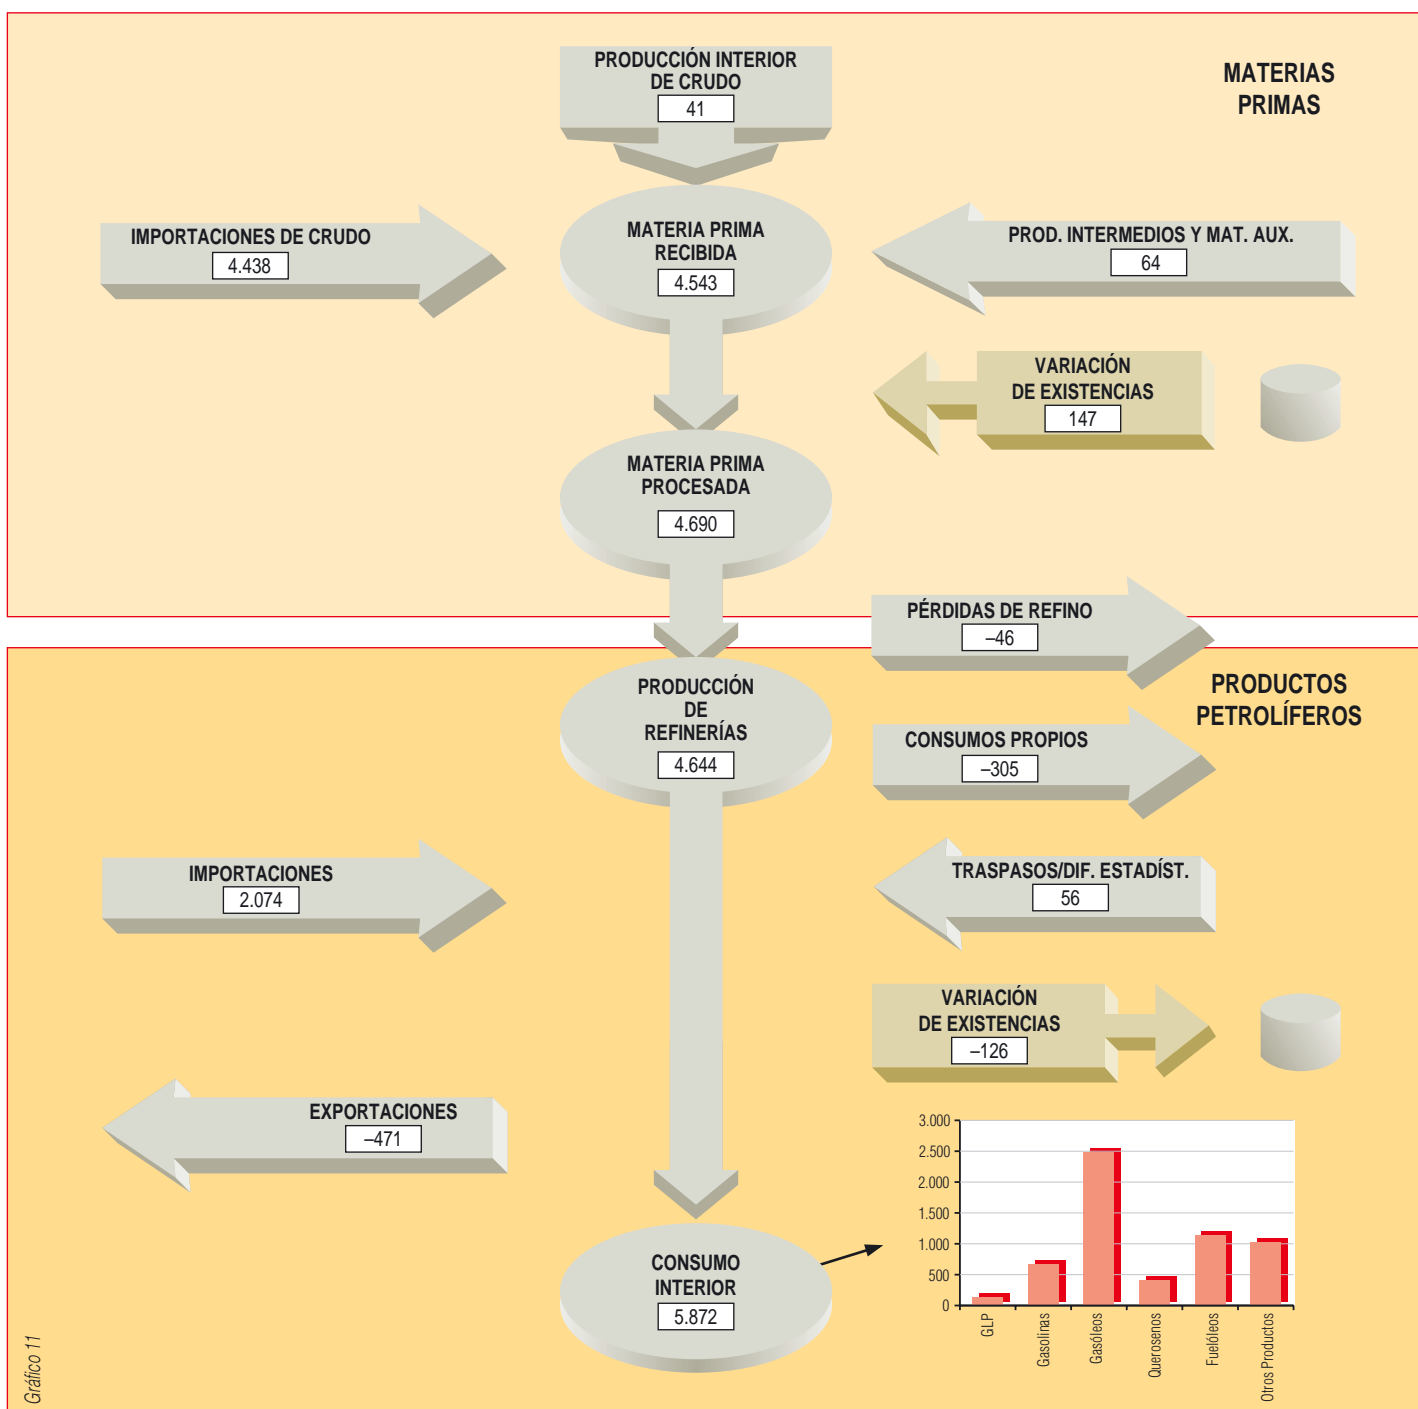 MATERIAS
PRIMAS
PRODUCCIÓN INTERIOR
DE CRUDO
41
IMPORTACIONES DE CRUDO
4.438
MATERIA PRIMA
RECIBIDA
4.543
PROD. INTERMEDIOS Y MAT. AUX.
64
VARIACIÓN
DE EXISTENCIAS
147
MATERIA PRIMA
PROCESADA
4.690
PÉRDIDAS DE REFINO
–46
PRODUCTOS
PETROLÍFEROS
PRODUCCIÓN
DE
REFINERÍAS
4.644
CONSUMOS PROPIOS
–305
IMPORTACIONES
2.074
TRASPASOS/DIF. ESTADÍST.
56
VARIACIÓN
DE EXISTENCIAS
–126
EXPORTACIONES
–471
CONSUMO
INTERIOR
5.872
3.000
2.500
2.000
1.500
1.000
500
0
GLP
Gasolinas
Gasóleos
Querosenos
Fuelóleos
Otros Productos
Gráfico 11